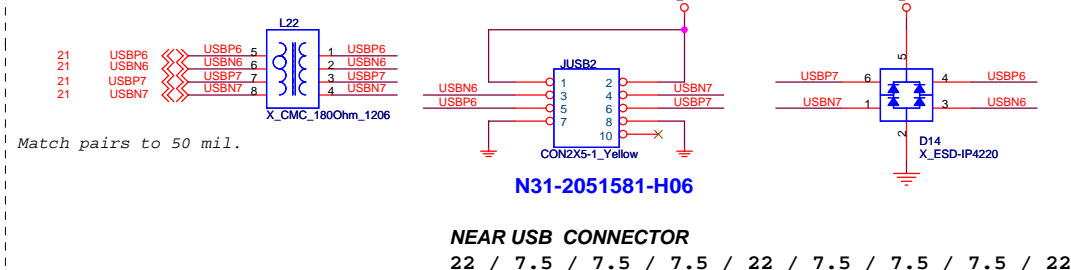 L22
21 USBP6 USBP6 5 1 USBP6
21 USBN6 USBN6 6 2 USBN6
21 USBP7 USBP7 7 3 USBP7
21 USBN7 USBN7 8 4 USBN7
X_CMC_180Ohm_1206
Match pairs to 50 mil.
JUSB2
1 2
USBN6 3 4 USBN7
USBP6 5 6 USBP7
7 8
10
CON2X5-1_Yellow
N31-2051581-H06
5
USBP7 6 4 USBP6
USBN7 1 3 USBN6
2
D14
X_ESD-IP4220
NEAR USB CONNECTOR
22 / 7.5 / 7.5 / 7.5 / 22 / 7.5 / 7.5 / 7.5 / 22